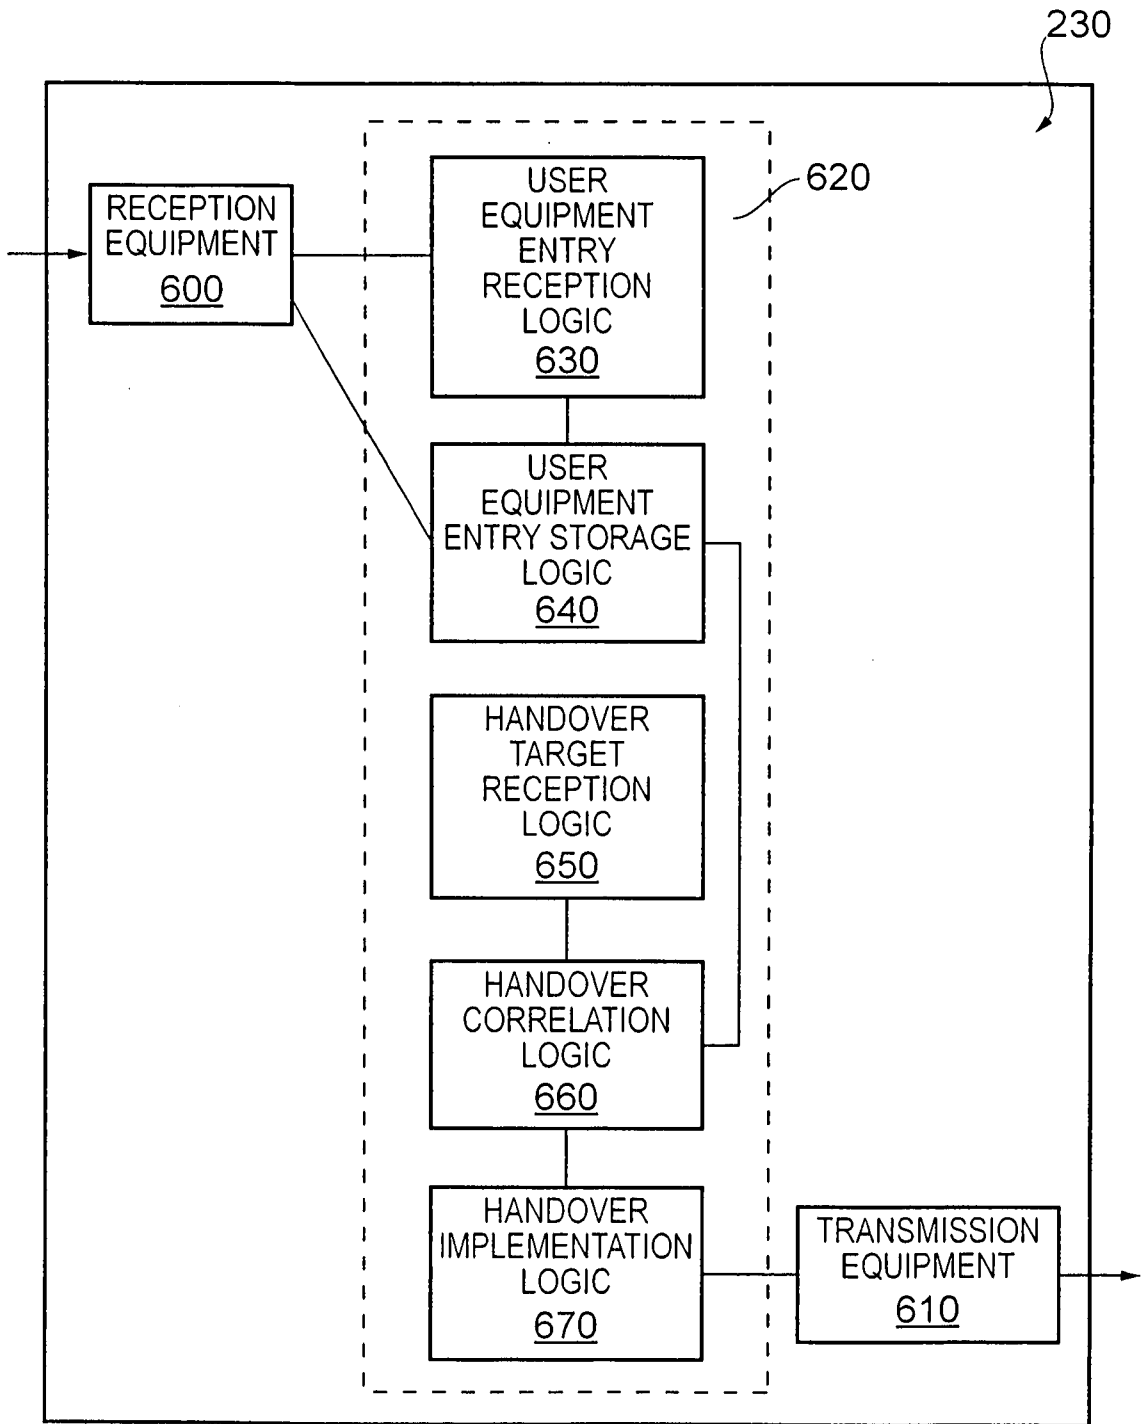 230
620
RECEPTION
EQUIPMENT
600
USER
EQUIPMENT
ENTRY
RECEPTION
LOGIC
630
USER
EQUIPMENT
ENTRY STORAGE
LOGIC
640
HANDOVER
TARGET
RECEPTION
LOGIC
650
HANDOVER
CORRELATION
LOGIC
660
HANDOVER
IMPLEMENTATION
LOGIC
670
TRANSMISSION
EQUIPMENT
610